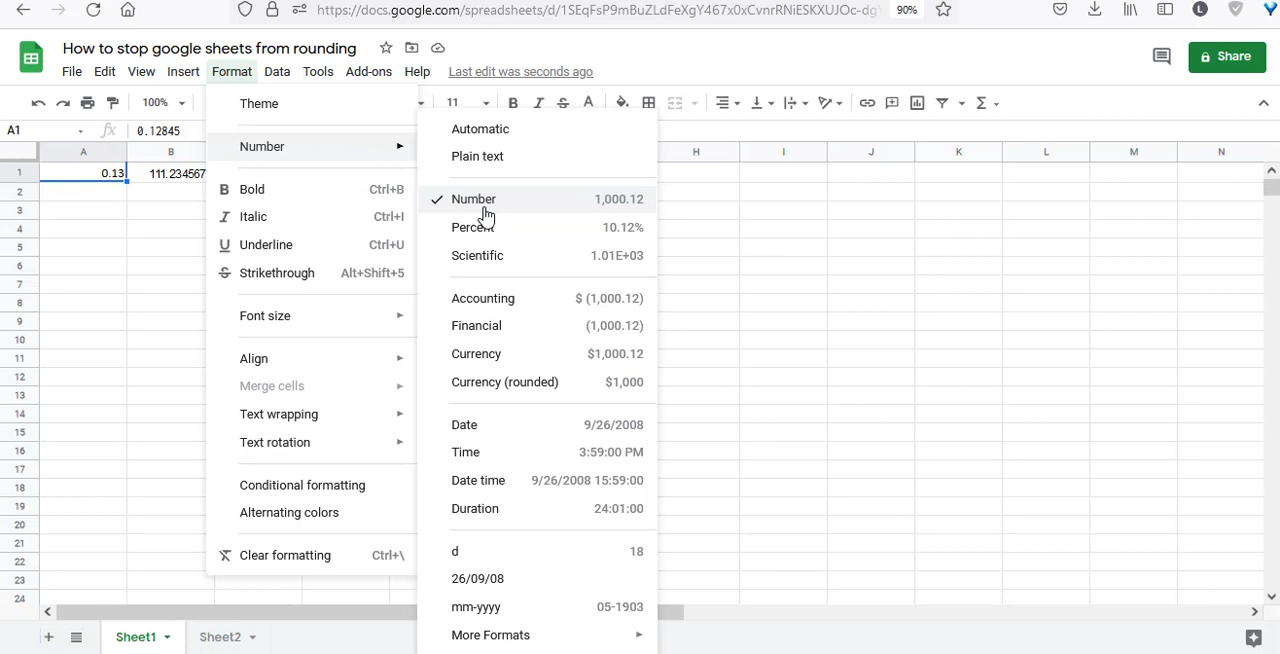 https://docs.google.com/spreadsheets/d/1SEqFsP9mBuZLdFeXgY467x0xCvnrRNiESKXUJOc-dg
90%
How to stop google sheets from rounding
File Edit View Insert Format Data Tools Add-ons Help Last edit was seconds ago
Share
100% 11 B I S A
A1 fx 0.12845
A B H I J K L M N
1 0.13 111.234567
2
3
4
5
6
7
8
9
10
11
12
13
14
15
16
17
18
19
20
21
22
23
24
Theme
Number
B Bold Ctrl+B
I Italic Ctrl+I
U Underline Ctrl+U
S Strikethrough Alt+Shift+5
Font size
Align
Merge cells
Text wrapping
Text rotation
Conditional formatting
Alternating colors
Clear formatting Ctrl+\
Automatic
Plain text
Number 1,000.12
Percent 10.12%
Scientific 1.01E+03
Accounting $ (1,000.12)
Financial (1,000.12)
Currency $1,000.12
Currency (rounded) $1,000
Date 9/26/2008
Time 3:59:00 PM
Date time 9/26/2008 15:59:00
Duration 24:01:00
d 18
26/09/08
mm-yyyy 05-1903
More Formats
Sheet1 Sheet2